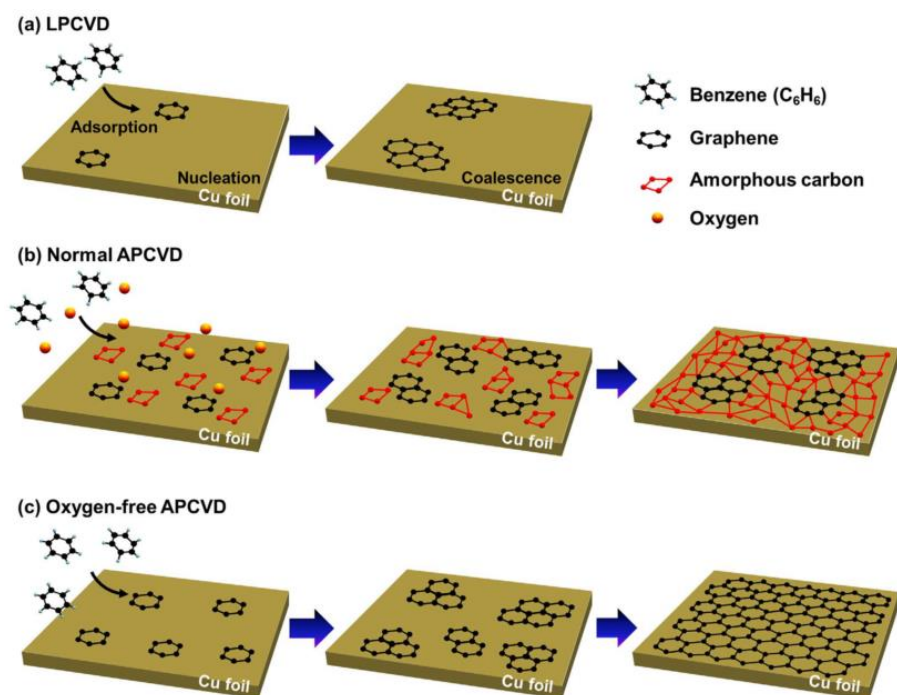 (a) LPCVD
Adsorption
Nucleation
Cu foil
Coalescence
Cu foil
Benzene (C₆H₆)
Graphene
Amorphous carbon
Oxygen
(b) Normal APCVD
Cu foil
Cu foil
Cu foil
(c) Oxygen-free APCVD
Cu foil
Cu foil
Cu foil